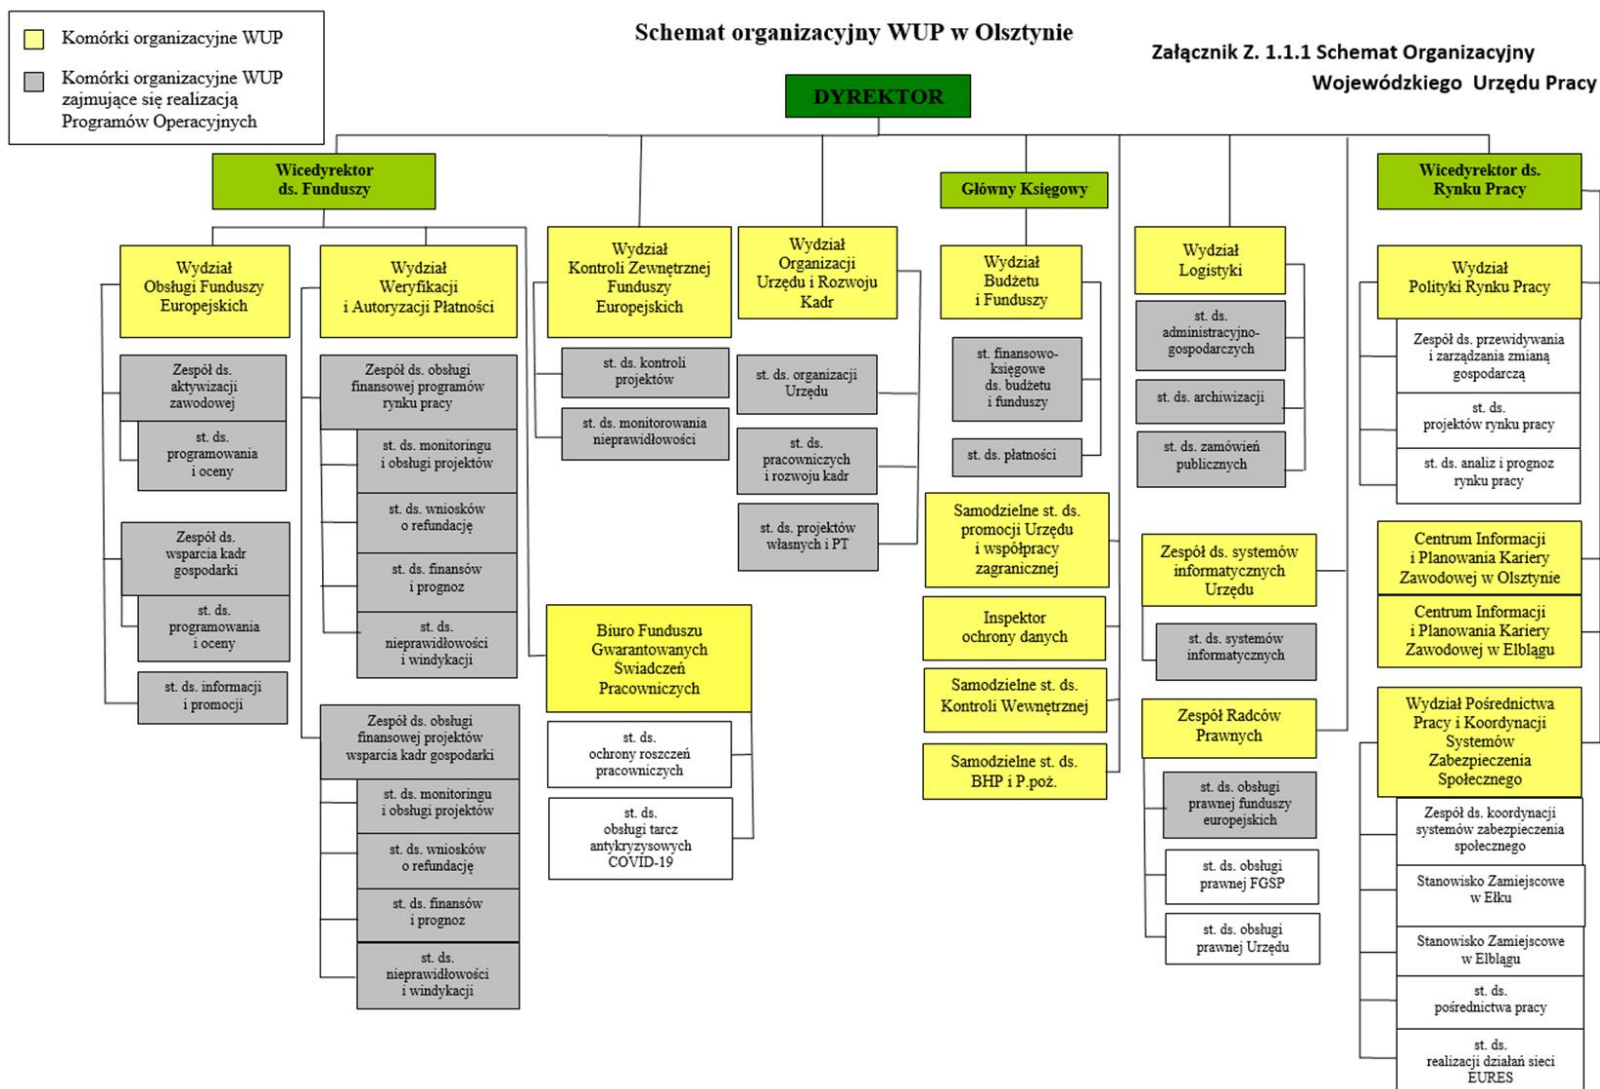 Komórki organizacyjne WUP
Komórki organizacyjne WUP
zajmujące się realizacją
Programów Operacyjnych
Schemat organizacyjny WUP w Olsztynie
Załącznik Z. 1.1.1 Schemat Organizacyjny
Wojewódzkiego Urzędu Pracy
DYREKTOR
Wicedyrektor
ds. Funduszy
Wydział
Obsługi Funduszy
Europejskich
Zespół ds.
aktywizacji
zawodowej
st. ds.
programowania
i oceny
Zespół ds.
wsparcia kadr
gospodarki
st. ds.
programowania
i oceny
st. ds. informacji
i promocji
Wydział
Weryfikacji
i Autoryzacji Płatności
Zespół ds. obsługi
finansowej programów
rynku pracy
st. ds. monitoringu
i obsługi projektów
st. ds. wniosków
o refundację
st. ds. finansów
i prognoz
st. ds.
nieprawidłowości
i windykacji
Zespół ds. obsługi
finansowej projektów
wsparcia kadr gospodarki
st. ds. monitoringu
i obsługi projektów
st. ds. wniosków
o refundację
st. ds. finansów
i prognoz
st. ds.
nieprawidłowości
i windykacji
Wydział
Kontroli Zewnętrznej
Funduszy
Europejskich
st. ds. kontroli
projektów
st. ds. monitorowania
nieprawidłowości
Biuro Funduszu
Gwarantowanych
Świadczeń
Pracowniczych
st. ds.
ochrony roszczeń
pracowniczych
st. ds.
obsługi tarcz
antykryzysowych
COVID-19
Wydział
Organizacji
Urzędu i Rozwoju
Kadr
st. ds. organizacji
Urzędu
st. ds.
pracowniczych
i rozwoju kadr
st. ds. projektów
własnych i PT
Główny Księgowy
Wydział
Budżetu
i Funduszy
st. finansowo-
księgowe
ds. budżetu
i funduszy
st. ds. płatności
Samodzielne st. ds.
promocji Urzędu
i współpracy
zagranicznej
Inspektor
ochrony danych
Samodzielne st. ds.
Kontroli Wewnętrznej
Samodzielne st. ds.
BHP i P.poż.
Wydział
Logistyki
st. ds.
administracyjno-
gospodarczych
st. ds. archiwizacji
st. ds. zamówień
publicznych
Zespół ds. systemów
informatycznych
Urzędu
st. ds. systemów
informatycznych
Zespół Radców
Prawnych
st. ds. obsługi
prawnej funduszy
europejskich
st. ds. obsługi
prawnej FGSP
st. ds. obsługi
prawnej Urzędu
Wicedyrektor ds.
Rynku Pracy
Wydział
Polityki Rynku Pracy
Zespół ds. przewidywania
i zarządzania zmianą
gospodarczą
st. ds.
projektów rynku pracy
st. ds. analiz i prognoz
rynku pracy
Centrum Informacji
i Planowania Kariery
Zawodowej w Olsztynie
Centrum Informacji
i Planowania Kariery
Zawodowej w Elblągu
Wydział Pośrednictwa
Pracy i Koordynacji
Systemów
Zabezpieczenia
Społecznego
Zespół ds. koordynacji
systemów zabezpieczenia
społecznego
Stanowisko Zamiejscowe
w Ełku
Stanowisko Zamiejscowe
w Elblągu
st. ds.
pośrednictwa pracy
st. ds.
realizacji działań sieci
EURES